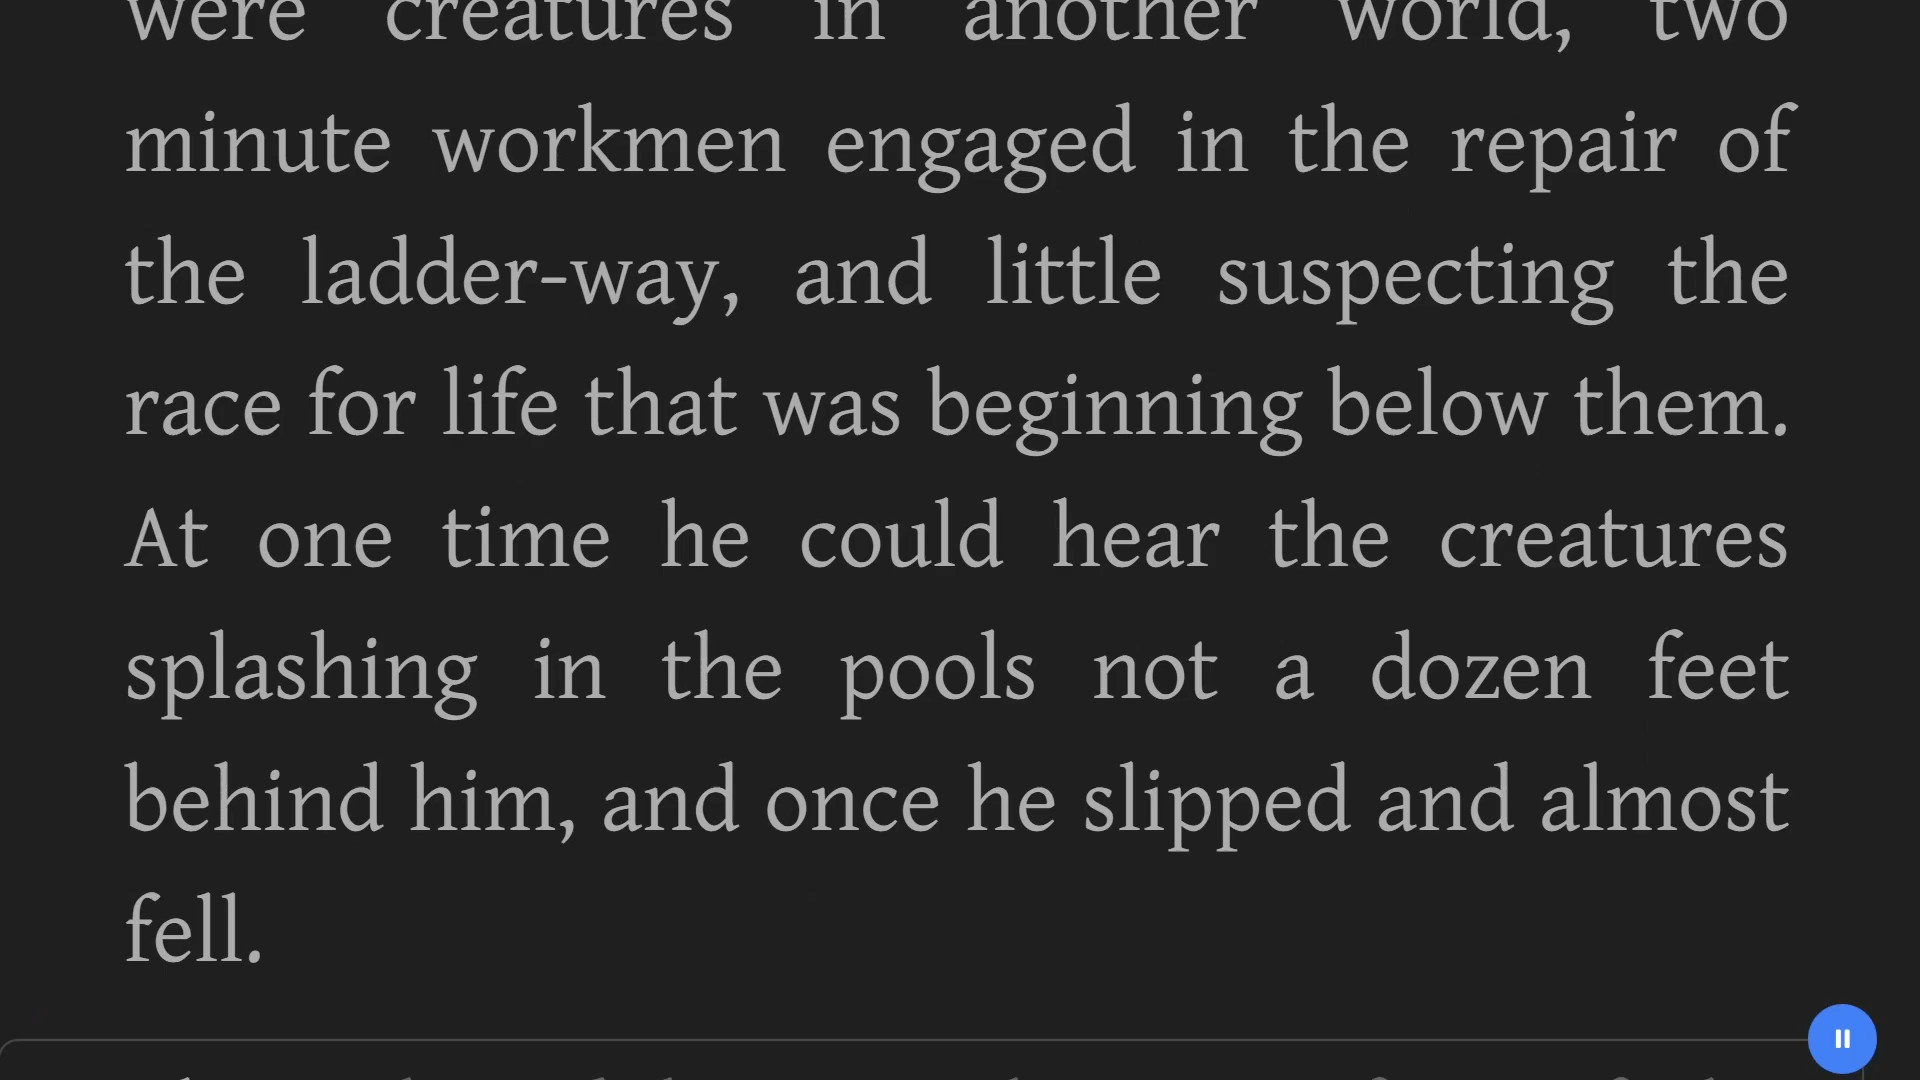 were creatures in another world, two
minute workmen engaged in the repair of
the ladder-way, and little suspecting the
race for life that was beginning below them.
At one time he could hear the creatures
splashing in the pools not a dozen feet
behind him, and once he slipped and almost
fell.